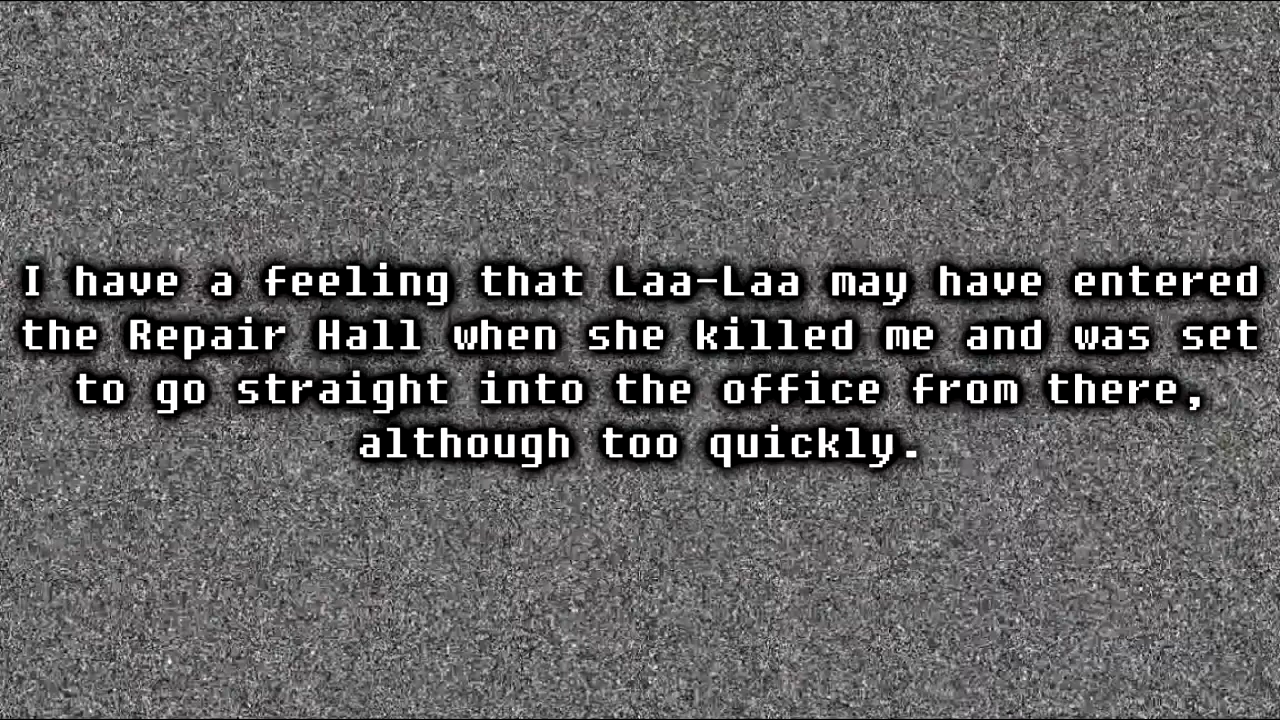 I have a feeling that Laa-Laa may have entered
the Repair Hall when she killed me and was set
to go straight into the office from there,
although too quickly.